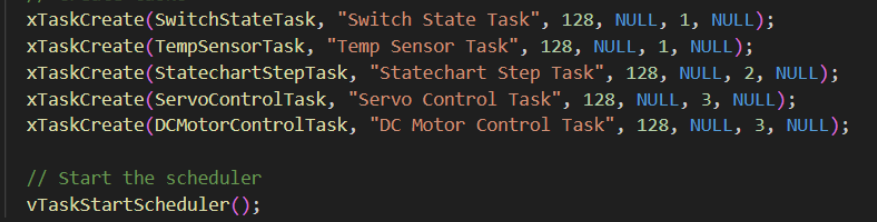 xTaskCreate(SwitchStateTask, "Switch State Task", 128, NULL, 1, NULL);
xTaskCreate(TempSensorTask, "Temp Sensor Task", 128, NULL, 1, NULL);
xTaskCreate(StatechartStepTask, "Statechart Step Task", 128, NULL, 2, NULL);
xTaskCreate(ServoControlTask, "Servo Control Task", 128, NULL, 3, NULL);
xTaskCreate(DCMotorControlTask, "DC Motor Control Task", 128, NULL, 3, NULL);
// Start the scheduler
vTaskStartScheduler();